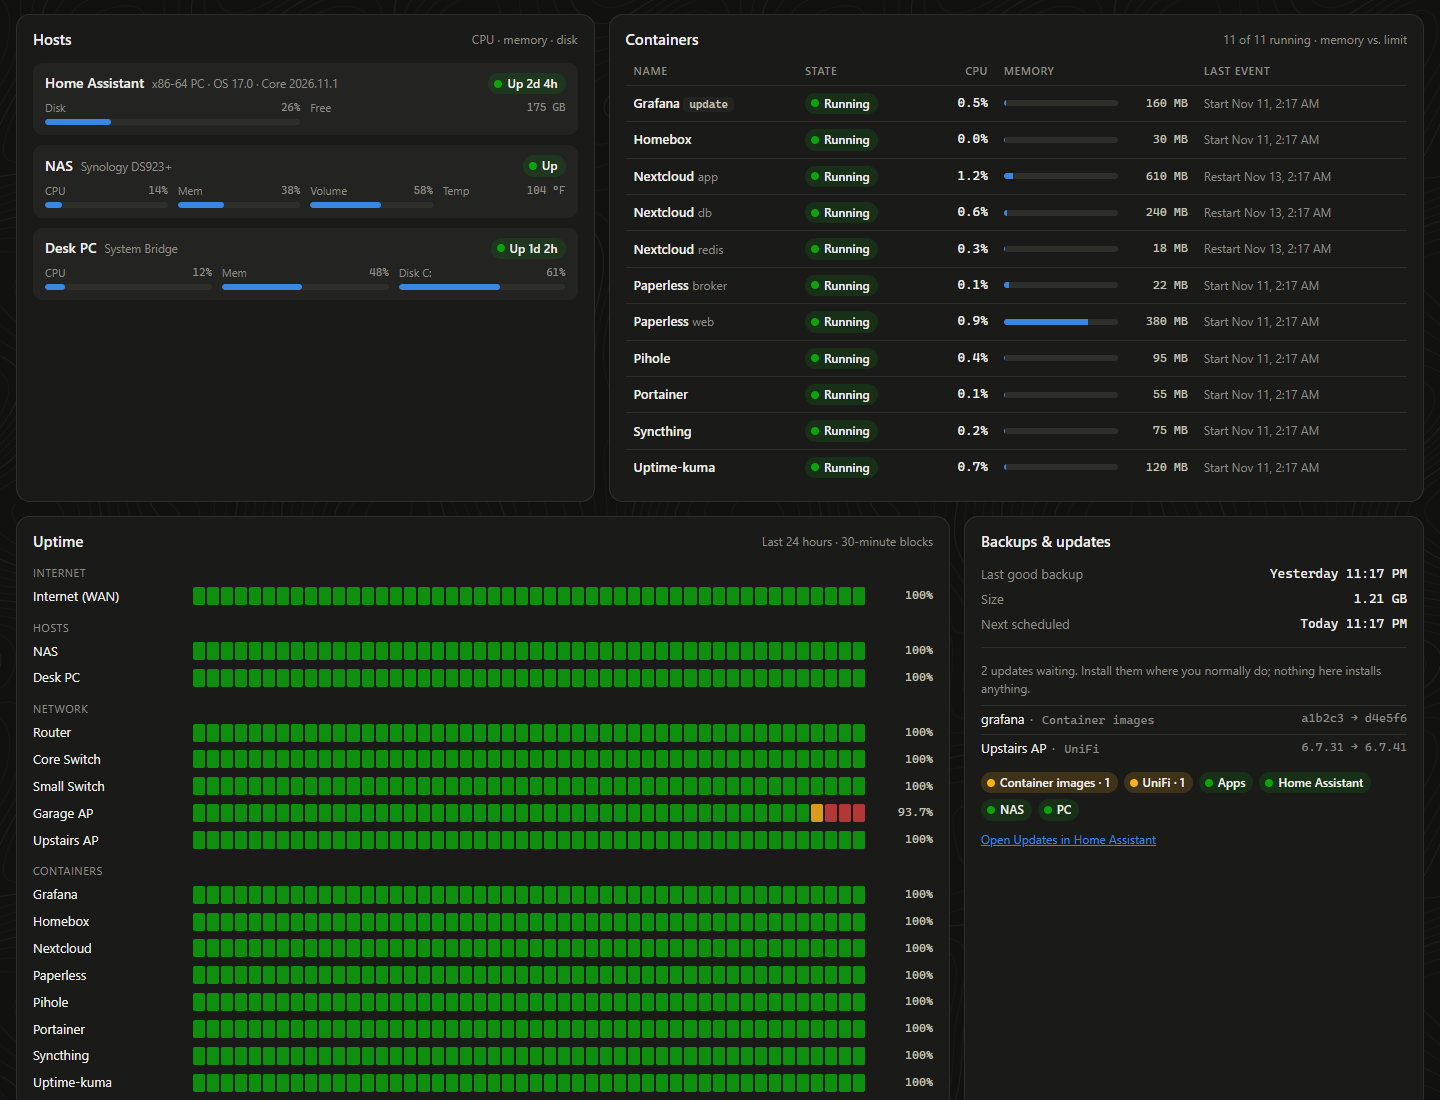 Hosts
CPU · memory · disk
Home Assistant x86-64 PC · OS 17.0 · Core 2026.11.1
Up 2d 4h
Disk 26% Free 175 GB
NAS Synology DS923+
Up
CPU 14% Mem 38% Volume 58% Temp 104 °F
Desk PC System Bridge
Up 1d 2h
CPU 12% Mem 48% Disk C: 61%
Containers
11 of 11 running · memory vs. limit
NAME STATE CPU MEMORY LAST EVENT
Grafana update Running 0.5% 160 MB Start Nov 11, 2:17 AM
Homebox Running 0.0% 30 MB Start Nov 11, 2:17 AM
Nextcloud app Running 1.2% 610 MB Restart Nov 13, 2:17 AM
Nextcloud db Running 0.6% 240 MB Restart Nov 13, 2:17 AM
Nextcloud redis Running 0.3% 18 MB Restart Nov 13, 2:17 AM
Paperless broker Running 0.1% 22 MB Start Nov 11, 2:17 AM
Paperless web Running 0.9% 380 MB Start Nov 11, 2:17 AM
Pihole Running 0.4% 95 MB Start Nov 11, 2:17 AM
Portainer Running 0.1% 55 MB Start Nov 11, 2:17 AM
Syncthing Running 0.2% 75 MB Start Nov 11, 2:17 AM
Uptime-kuma Running 0.7% 120 MB Start Nov 11, 2:17 AM
Uptime
Last 24 hours · 30-minute blocks
INTERNET
Internet (WAN) 100%
HOSTS
NAS 100%
Desk PC 100%
NETWORK
Router 100%
Core Switch 100%
Small Switch 100%
Garage AP 93.7%
Upstairs AP 100%
CONTAINERS
Grafana 100%
Homebox 100%
Nextcloud 100%
Paperless 100%
Pihole 100%
Portainer 100%
Syncthing 100%
Uptime-kuma 100%
Backups & updates
Last good backup Yesterday 11:17 PM
Size 1.21 GB
Next scheduled Today 11:17 PM
2 updates waiting. Install them where you normally do; nothing here installs
anything.
grafana · Container images a1b2c3 → d4e5f6
Upstairs AP · UniFi 6.7.31 → 6.7.41
Container images · 1 UniFi · 1 Apps Home Assistant
NAS PC
Open Updates in Home Assistant